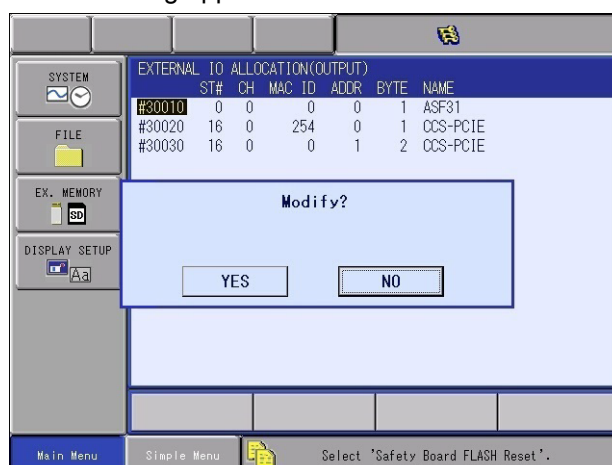 EXTERNAL IO ALLOCATION(OUTPUT)
ST# CH MAC ID ADDR BYTE NAME
#30010 0 0 0 0 1 ASF31
#30020 16 0 254 0 1 CCS-PCIE
#30030 16 0 0 1 2 CCS-PCIE
SYSTEM
FILE
EX. MEMORY
SD
DISPLAY SETUP
Aa
Modify?
YES NO
Main Menu Simple Menu Select 'Safety Board FLASH Reset'.